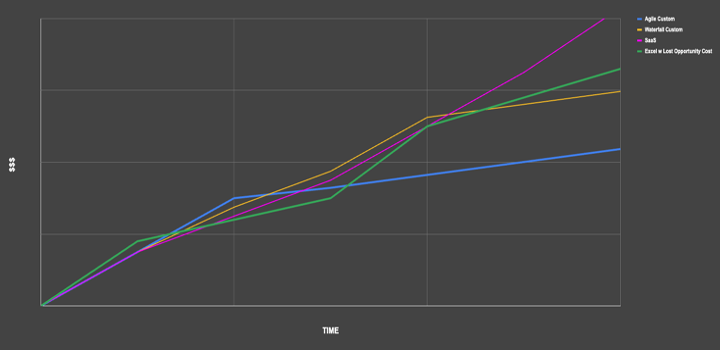 Agile Custom
Waterfall Custom
SaaS
Excel w Lost Opportunity Cost
$$$
TIME